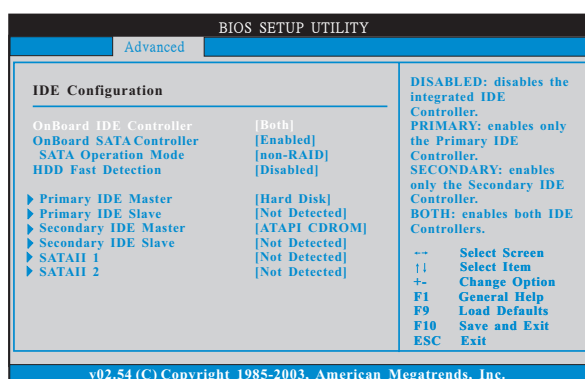 BIOS SETUP UTILITY
Advanced
IDE Configuration
OnBoard IDE Controller [Both]
OnBoard SATA Controller [Enabled]
SATA Operation Mode [non-RAID]
HDD Fast Detection [Disabled]
Primary IDE Master [Hard Disk]
Primary IDE Slave [Not Detected]
Secondary IDE Master [ATAPI CDROM]
Secondary IDE Slave [Not Detected]
SATAII 1 [Not Detected]
SATAII 2 [Not Detected]
DISABLED: disables the
integrated IDE
Controller.
PRIMARY: enables only
the Primary IDE
Controller.
SECONDARY: enables
only the Secondary IDE
Controller.
BOTH: enables both IDE
Controllers.
←→ Select Screen
↑↓ Select Item
+- Change Option
F1 General Help
F9 Load Defaults
F10 Save and Exit
ESC Exit
v02.54 (C) Copyright 1985-2003, American Megatrends, Inc.